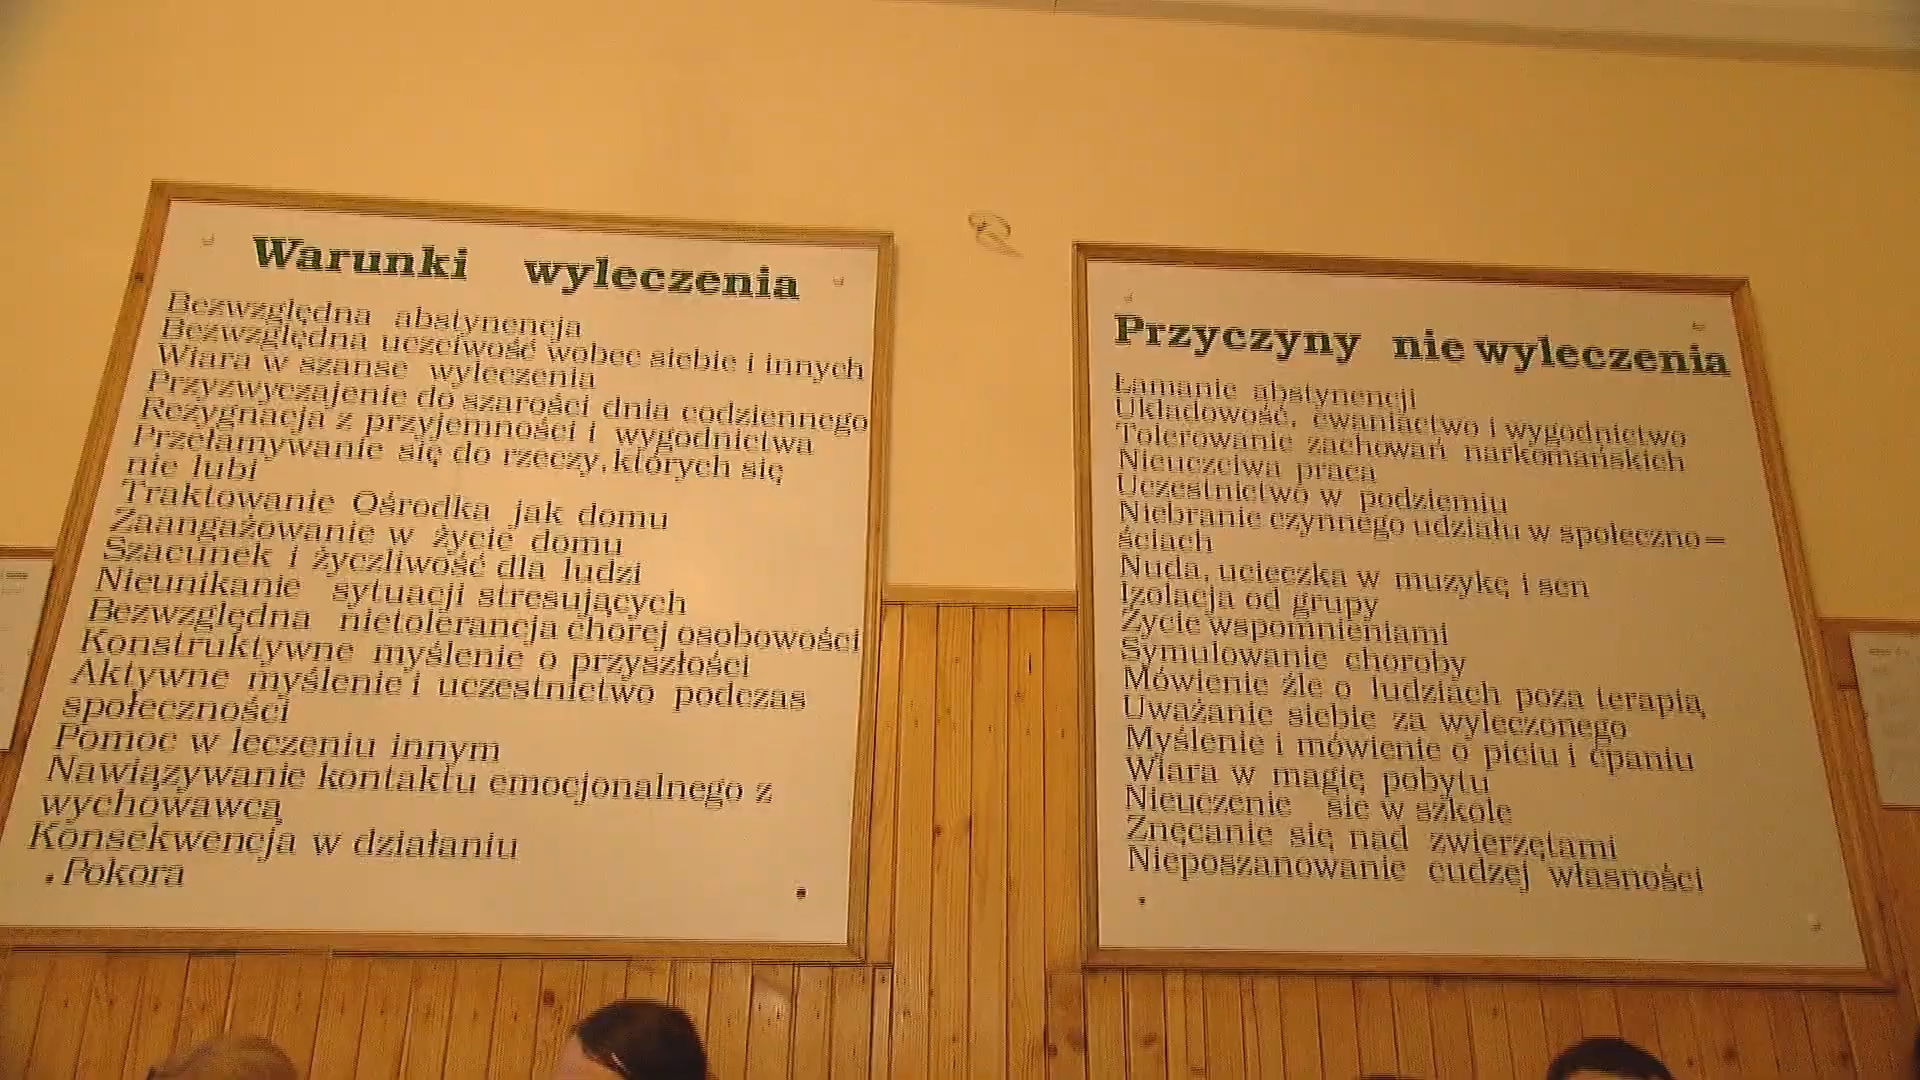 Warunki wyleczenia
Bezwzględna abstynencja
Bezwzględna uczciwość wobec siebie i innych
Wiara w szanse wyleczenia
Przyzwyczajenie do szarości dnia codziennego
Rezygnacja z przyjemności i wygodnictwa
Przełamywanie się do rzeczy, których się
nie lubi
Traktowanie Ośrodka jak domu
Zaangażowanie w życie domu
Szacunek i życzliwość dla ludzi
Nieunikanie sytuacji stresujących
Bezwzględna nietolerancja chorej osobowości
Konstruktywne myślenie o przyszłości
Aktywne myślenie i uczestnictwo podczas
społeczności
Pomoc w leczeniu innym
Nawiązywanie kontaktu emocjonalnego z
wychowawcą
Konsekwencja w działaniu
Pokora
Przyczyny nie wyleczenia
Łamanie abstynencji
Układowość, cwaniactwo i wygodnictwo
Tolerowanie zachowań narkomańskich
Nieuczciwa praca
Uczestnictwo w podziemiu
Niebranie czynnego udziału w społeczno-
ściach
Nuda, ucieczka w muzykę i sen
Izolacja od grupy
Życie wspomnieniami
Symulowanie choroby
Mówienie źle o ludziach poza terapią
Uważanie siebie za wyleczonego
Myślenie i mówienie o piciu i ćpaniu
Wiara w magię pobytu
Nieuczenie sie w szkole
Znęcanie się nad zwierzętami
Nieposzanowanie cudzej własności